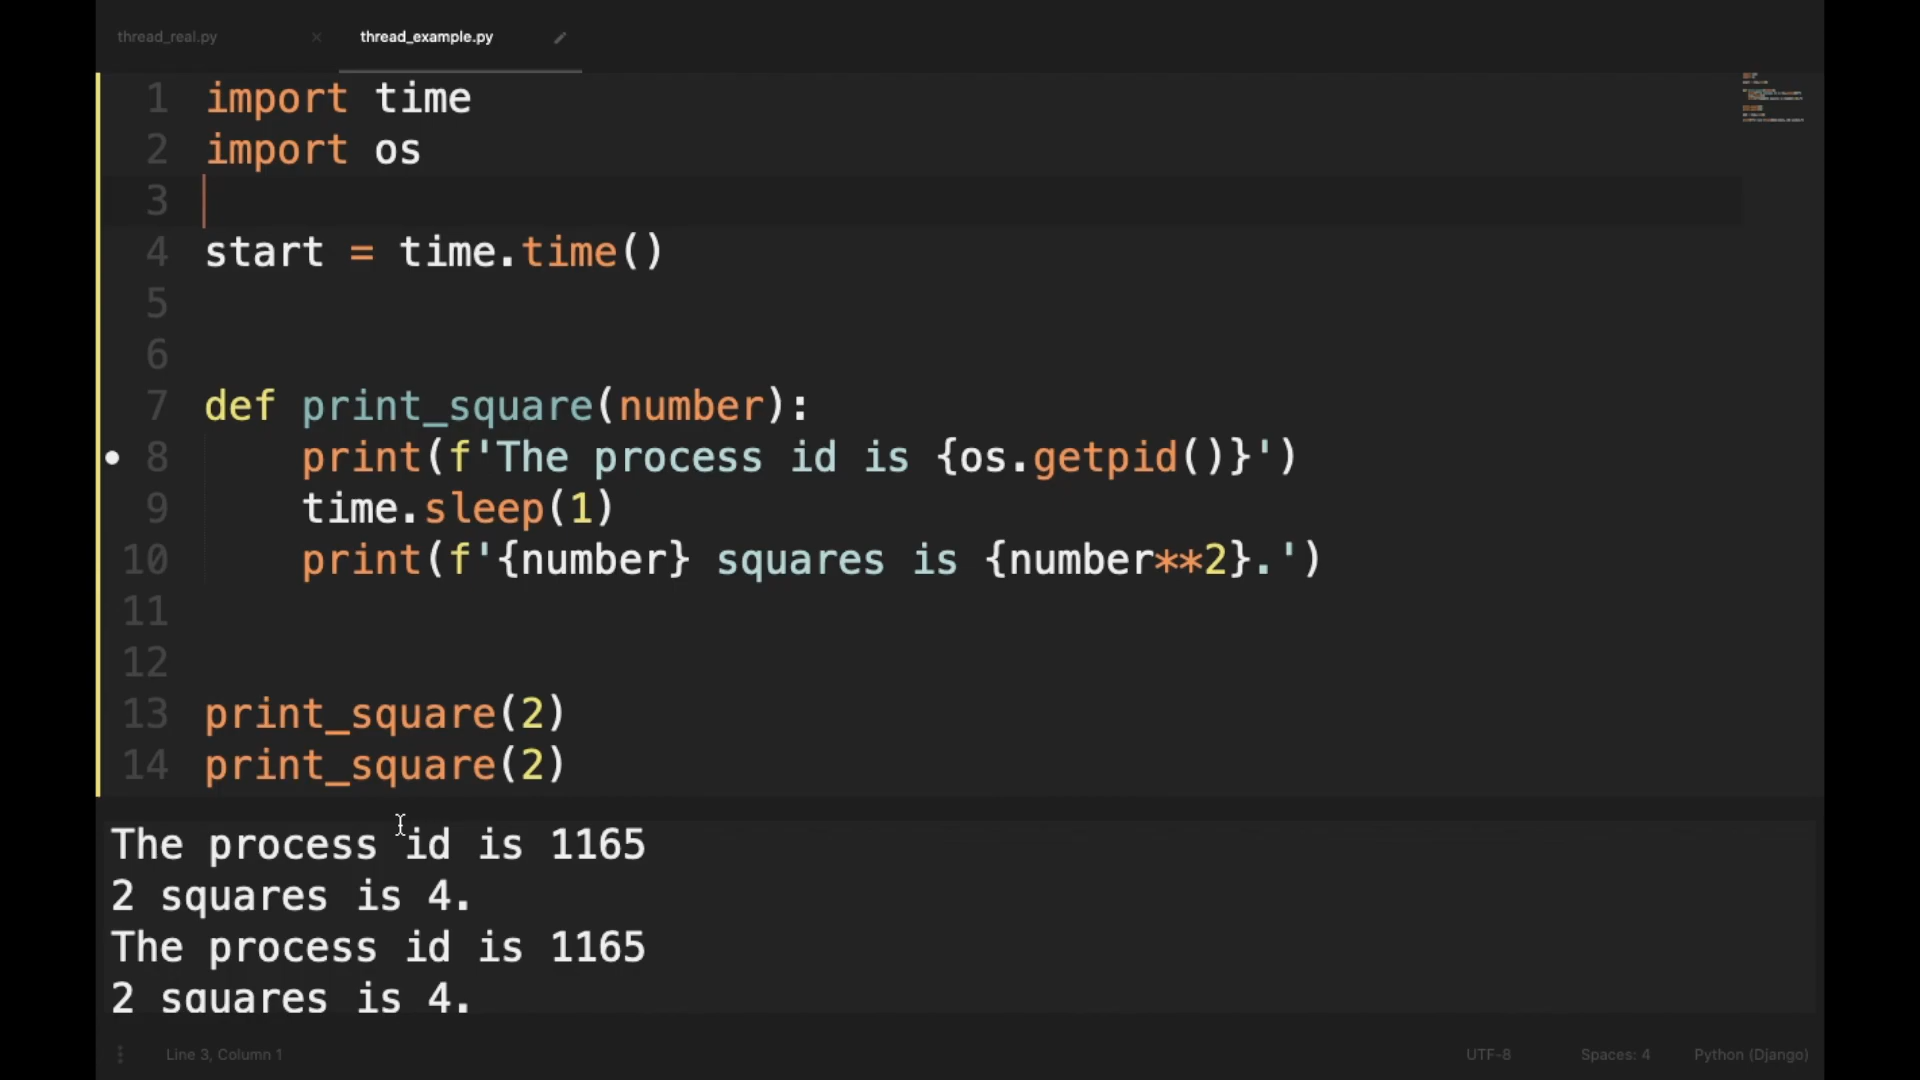 thread_real.py × thread_example.py
1 import time
2 import os
3
4 start = time.time()
5
6
7 def print_square(number):
8     print(f'The process id is {os.getpid()}')
9     time.sleep(1)
10     print(f'{number} squares is {number**2}.')
11
12
13 print_square(2)
14 print_square(2)
The process id is 1165
2 squares is 4.
The process id is 1165
2 squares is 4.
Line 3, Column 1 UTF-8 Spaces: 4 Python (Django)